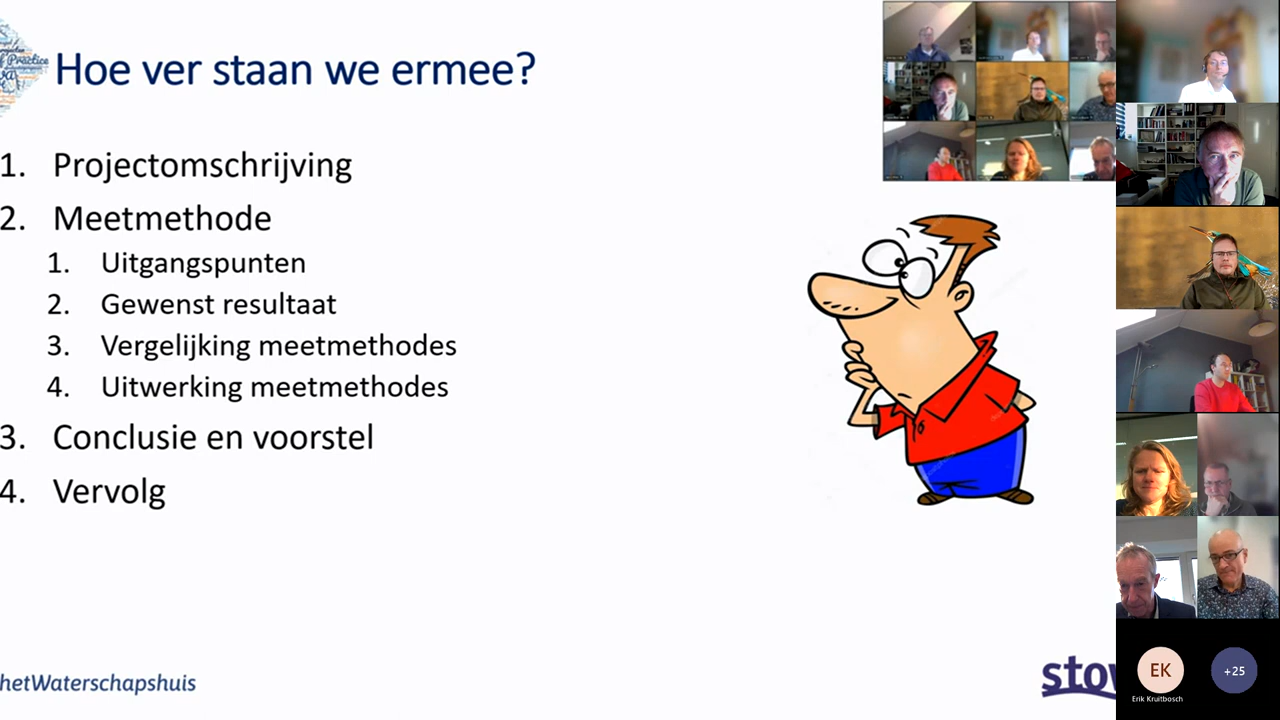 Hoe ver staan we ermee?
1. Projectomschrijving
2. Meetmethode
1. Uitgangspunten
2. Gewenst resultaat
3. Vergelijking meetmethodes
4. Uitwerking meetmethodes
3. Conclusie en voorstel
4. Vervolg
hetWaterschapshuis
EK
+25
Erik Kruitbosch